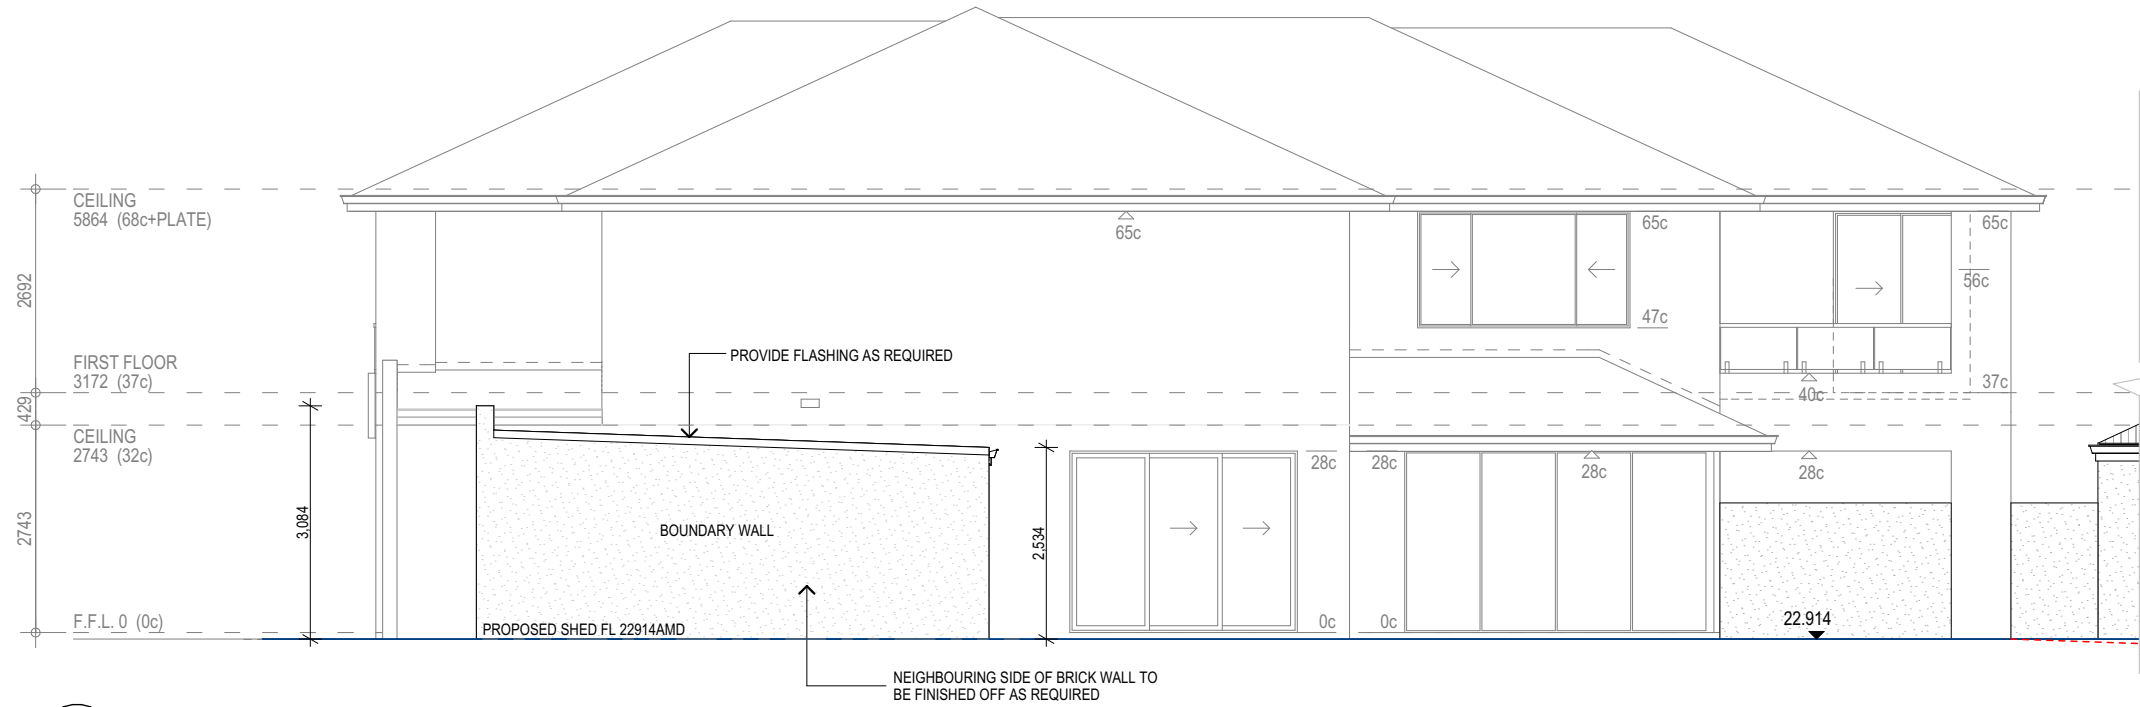 CEILING
5864 (68c+PLATE)
65c
65c
65c
2692
56c
47c
PROVIDE FLASHING AS REQUIRED
FIRST FLOOR
3172 (37c)
37c
40c
429
CEILING
2743 (32c)
28c
28c
28c
28c
2743
3,084
BOUNDARY WALL
2,534
F.F.L. 0 (0c)
PROPOSED SHED FL 22914AMD
0c
0c
22.914
NEIGHBOURING SIDE OF BRICK WALL TO
BE FINISHED OFF AS REQUIRED